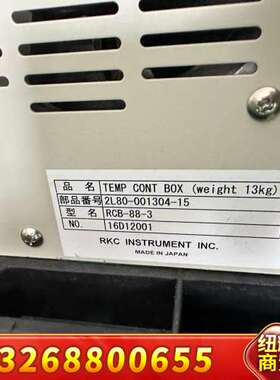 品 名 TEMP CONT BOX (weight 13kg)
部品番号 2L80-001304-15
型 名 RCB-88-3
NO. 16D12001
RKC INSTRUMENT INC.
MADE IN JAPAN
3268800655